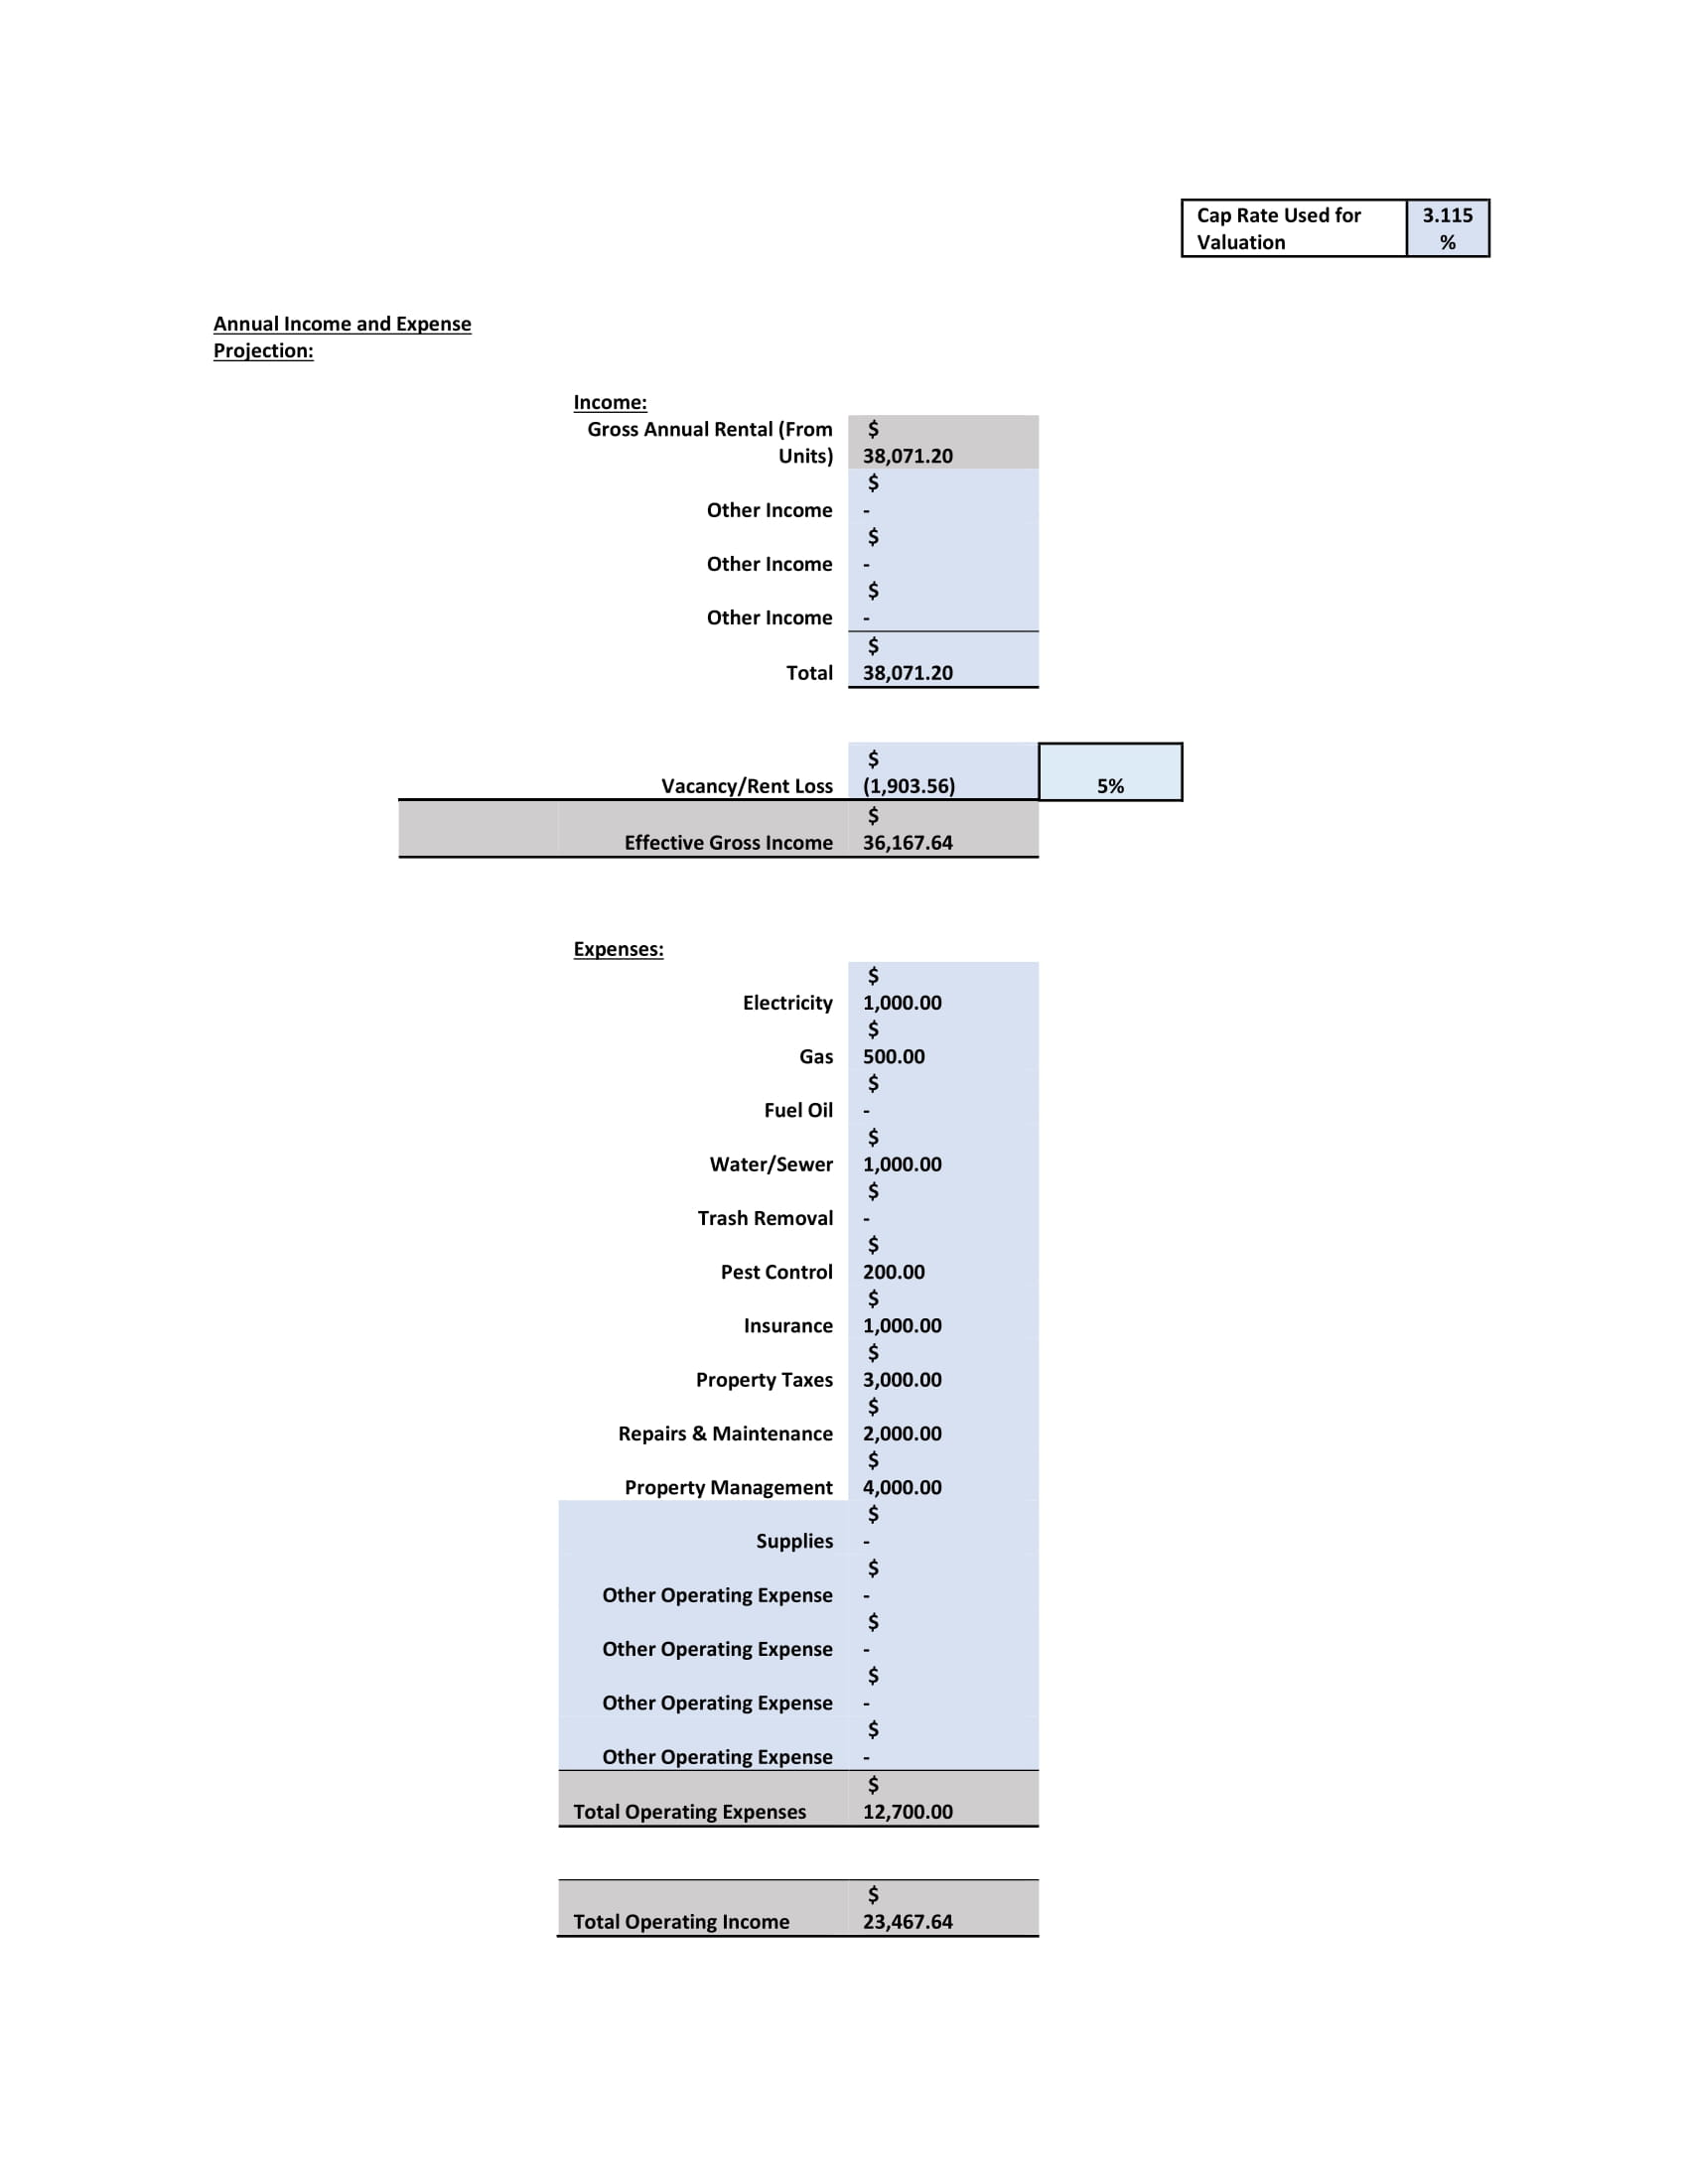 Cap Rate Used for
Valuation
3.115
%
Annual Income and Expense
Projection:
Income:
Gross Annual Rental (From
Units)
$
38,071.20
$
Other Income -
$
Other Income -
$
Other Income -
$
Total 38,071.20
$
Vacancy/Rent Loss (1,903.56) 5%
$
Effective Gross Income 36,167.64
Expenses:
$
Electricity 1,000.00
$
Gas 500.00
$
Fuel Oil -
$
Water/Sewer 1,000.00
$
Trash Removal -
$
Pest Control 200.00
$
Insurance 1,000.00
$
Property Taxes 3,000.00
$
Repairs & Maintenance 2,000.00
$
Property Management 4,000.00
$
Supplies -
$
Other Operating Expense -
$
Other Operating Expense -
$
Other Operating Expense -
$
Other Operating Expense -
$
Total Operating Expenses 12,700.00
$
Total Operating Income 23,467.64